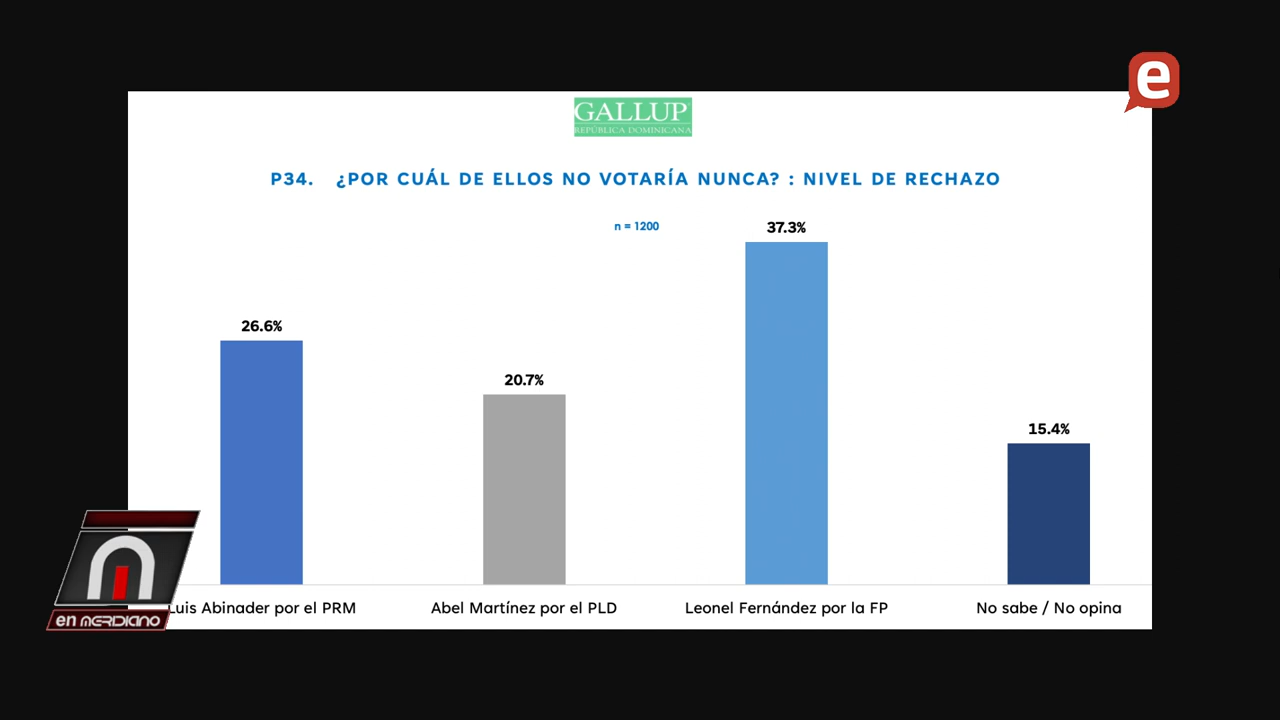 e
GALLUP
REPÚBLICA DOMINICANA
P34. ¿POR CUÁL DE ELLOS NO VOTARÍA NUNCA? : NIVEL DE RECHAZO
n = 1200
37.3%
26.6%
20.7%
15.4%
Luis Abinader por el PRM
Abel Martínez por el PLD
Leonel Fernández por la FP
No sabe / No opina
en MERIDIANO